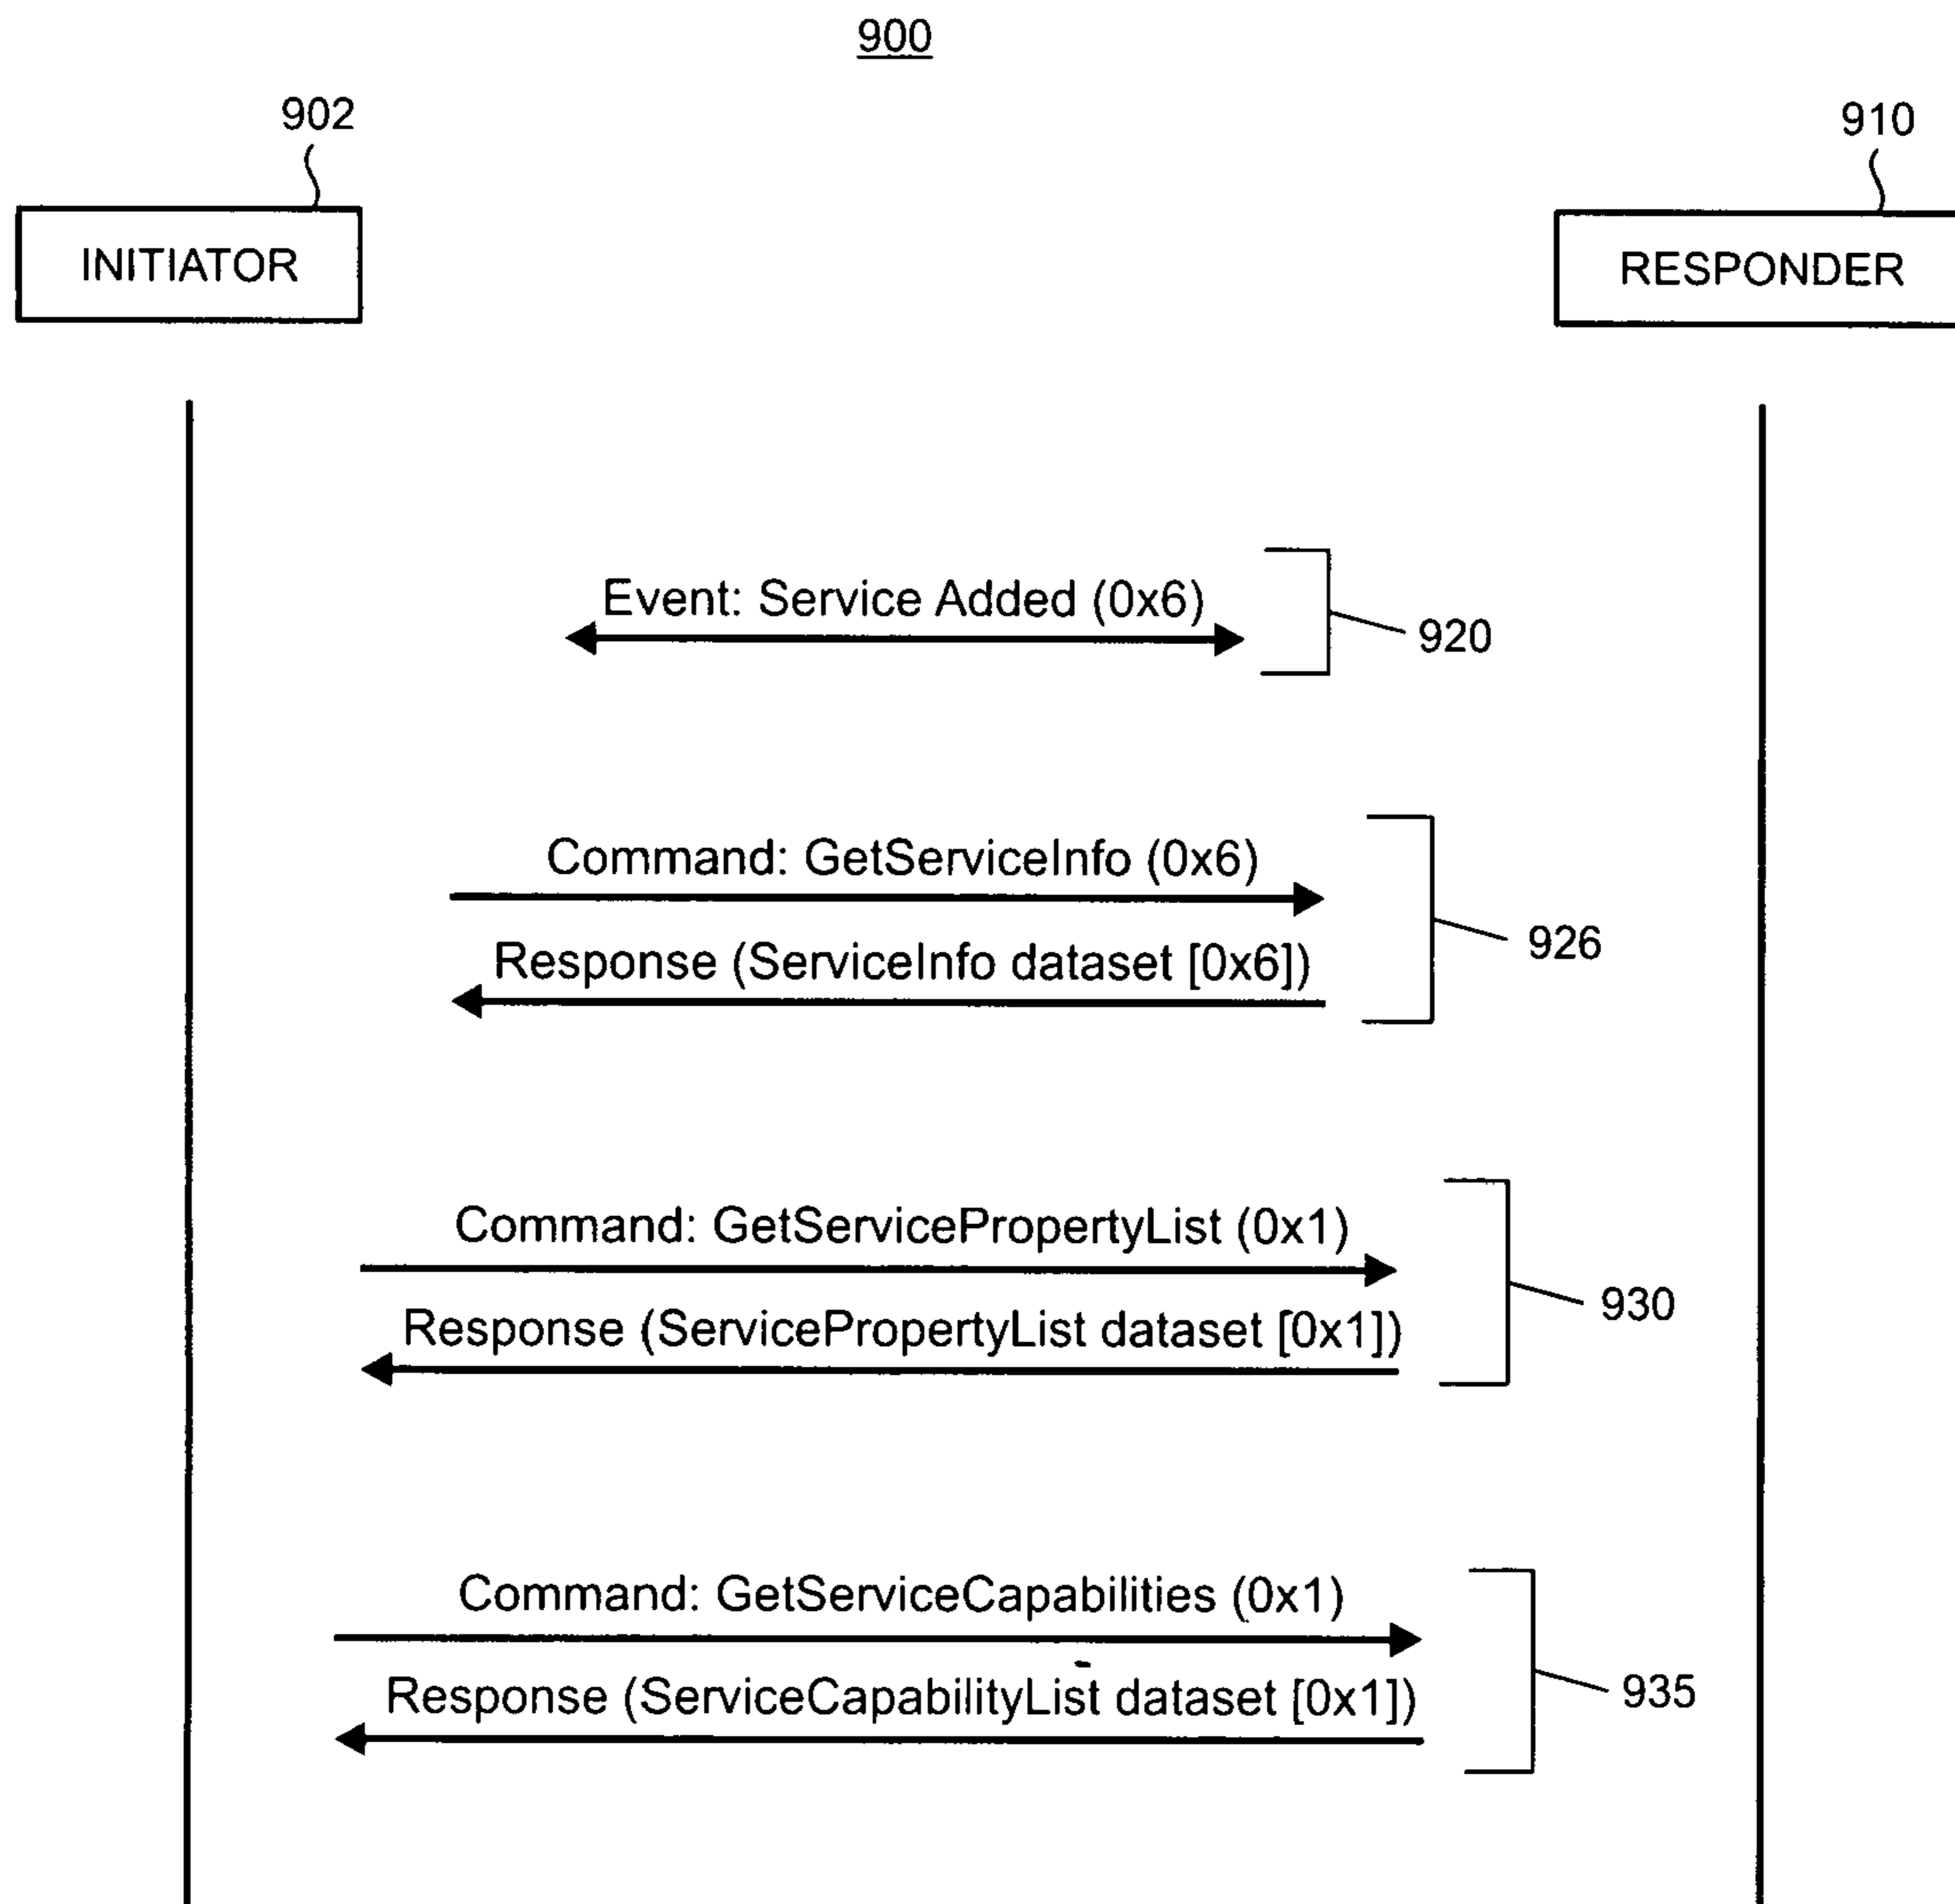 900
902
910
INITIATOR
RESPONDER
Event: Service Added (0x6)
920
Command: GetServiceInfo (0x6)
Response (ServiceInfo dataset [0x6])
926
Command: GetServicePropertyList (0x1)
Response (ServicePropertyList dataset [0x1])
930
Command: GetServiceCapabilities (0x1)
Response (ServiceCapabilityList dataset [0x1])
935